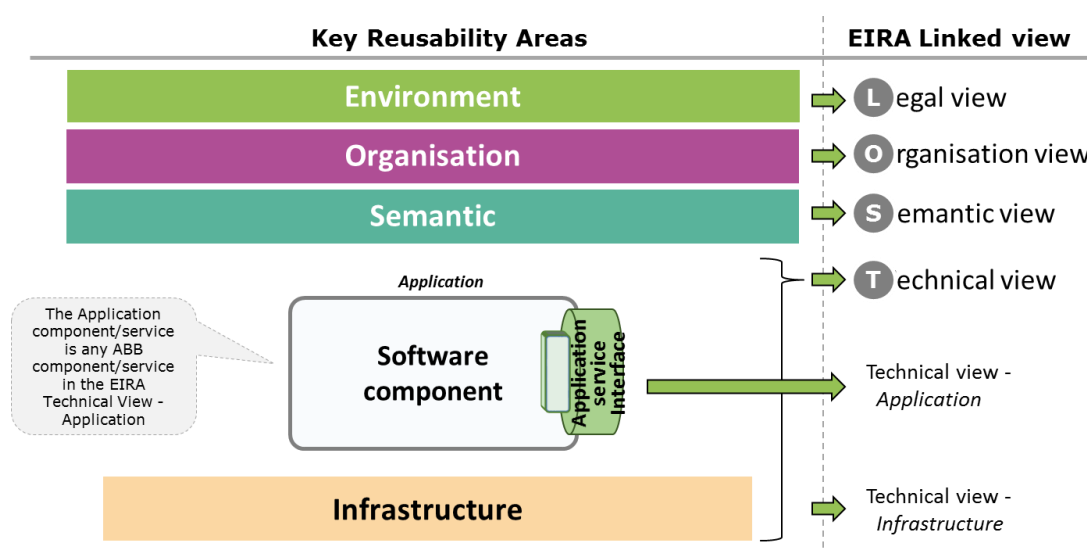 Key Reusability Areas
EIRA Linked view
Environment
L egal view
Organisation
O rganisation view
Semantic
S emantic view
T echnical view
Application
The Application
component/service
is any ABB
component/service
in the EIRA
Technical View -
Application
Software
component
Application
service
Interface
Technical view -
Application
Infrastructure
Technical view -
Infrastructure